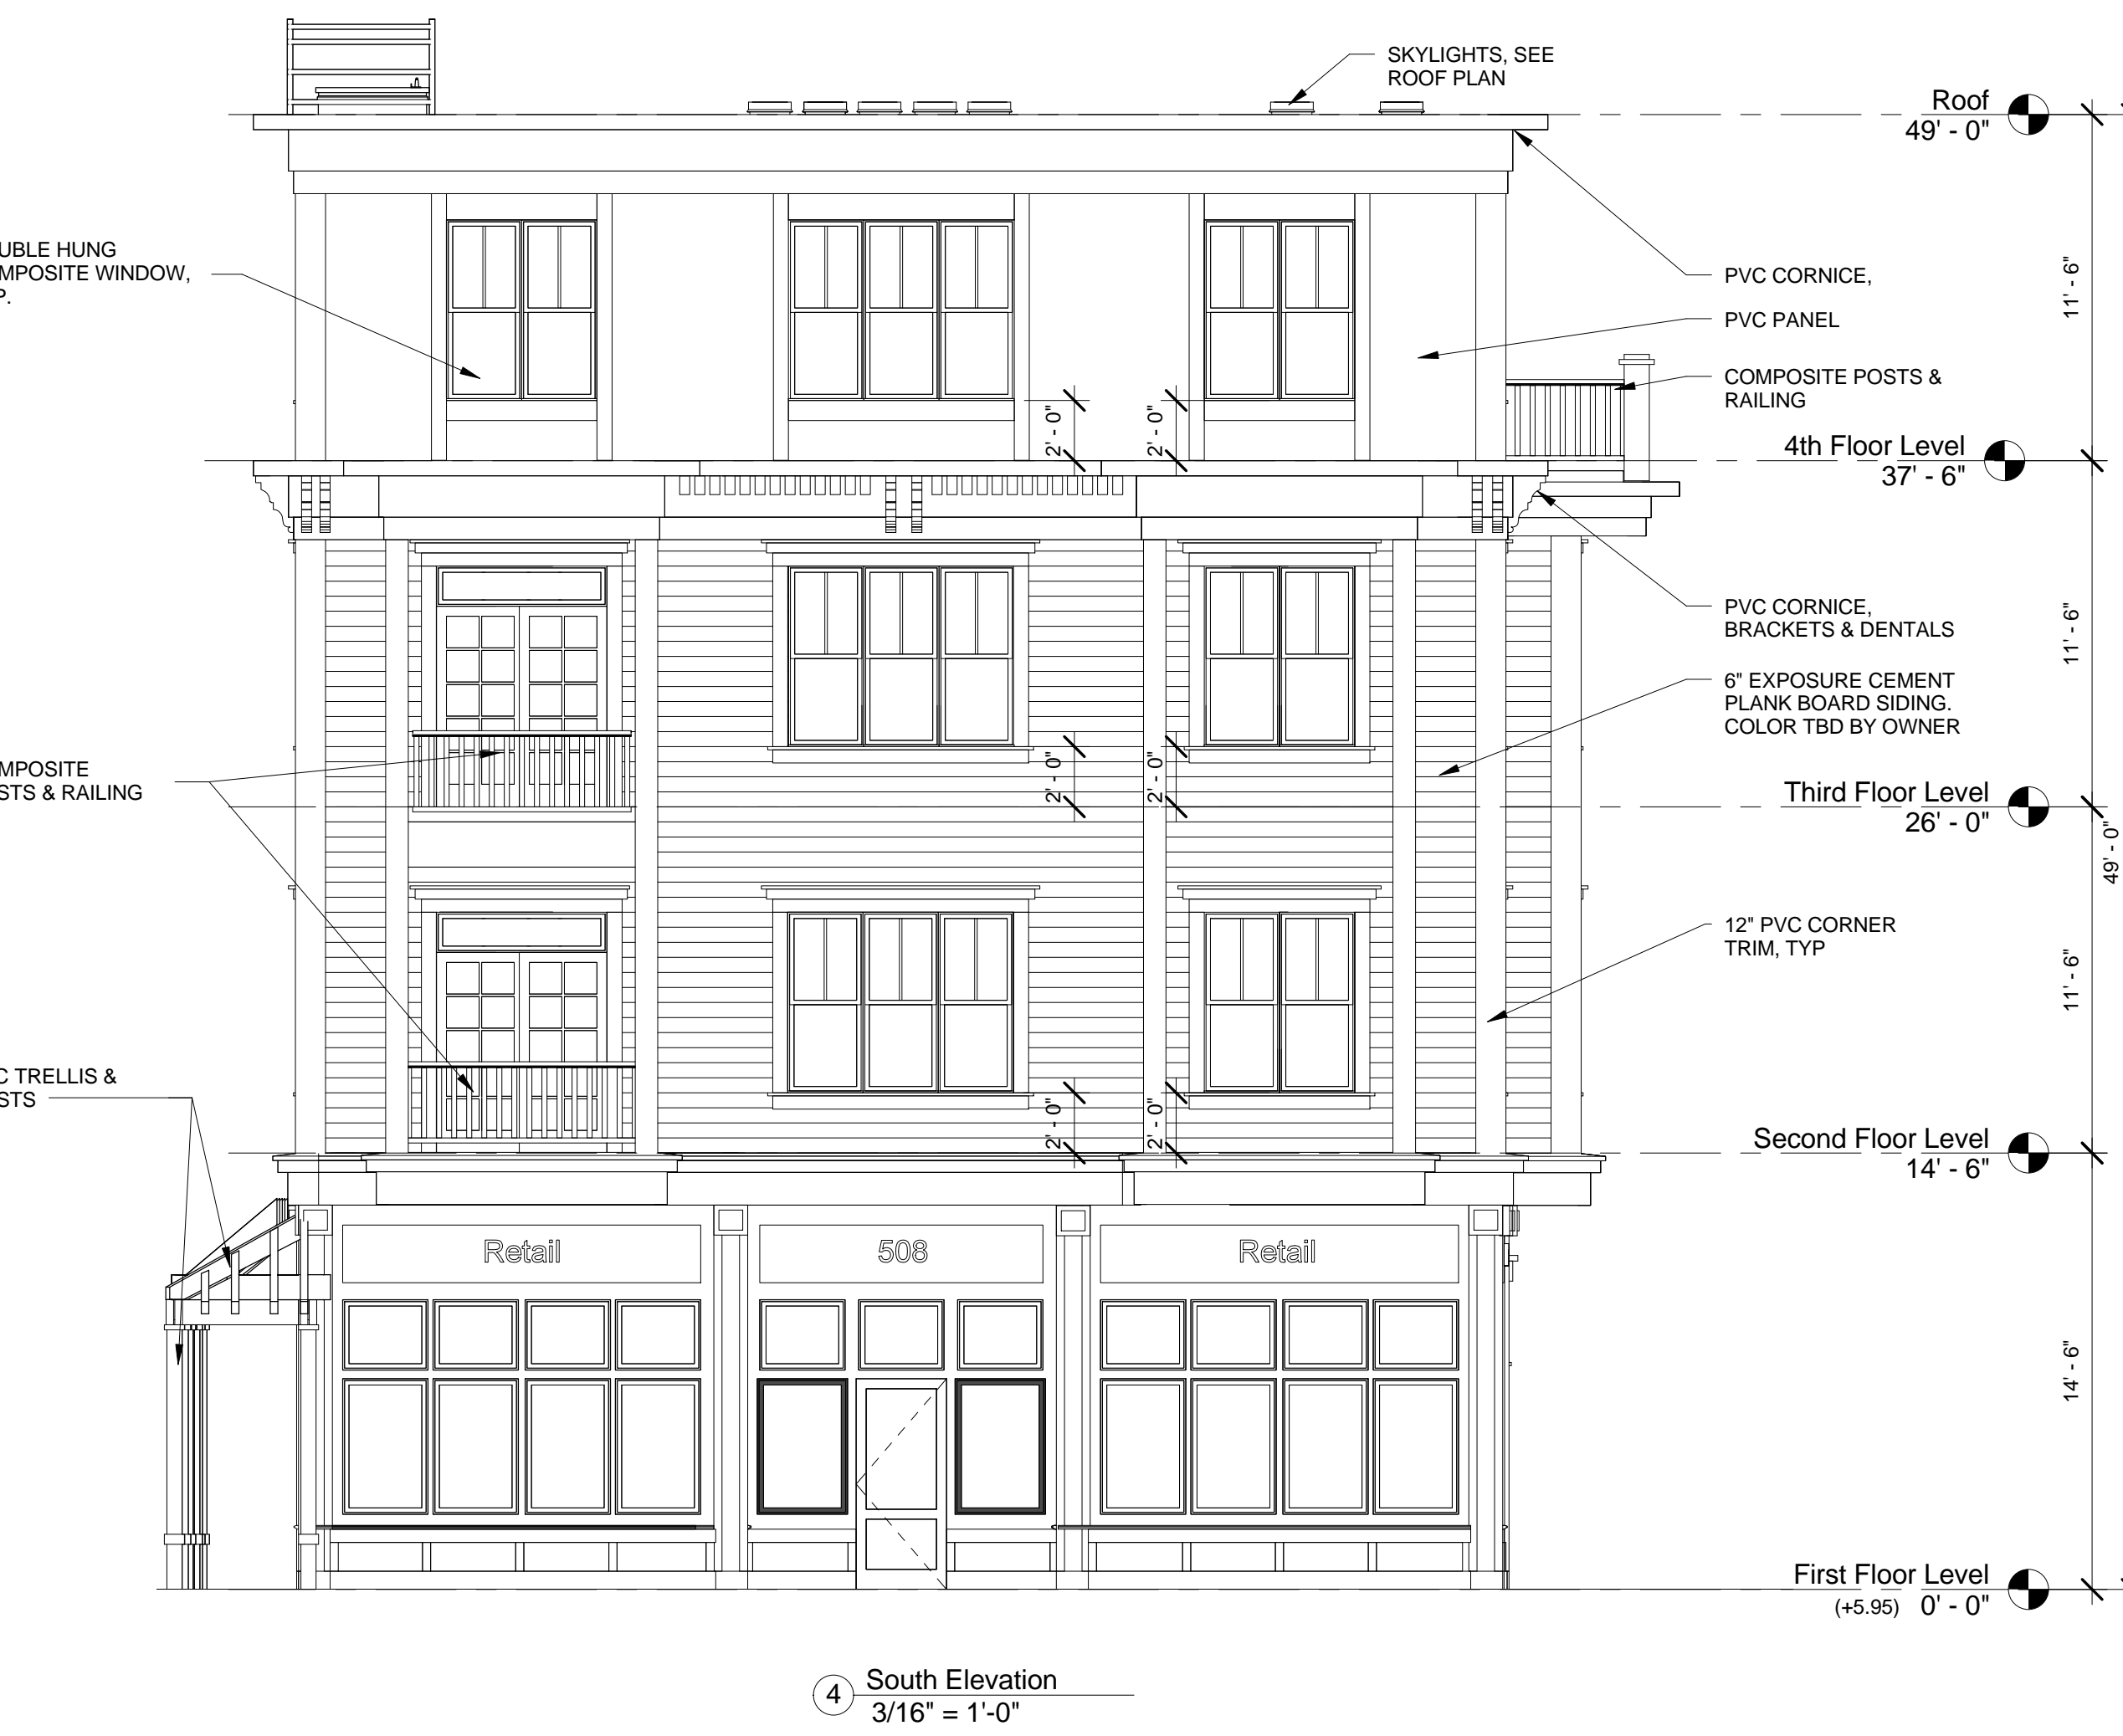 SKYLIGHTS, SEE
ROOF PLAN
Roof
49' - 0"
UBLE HUNG
MPOSITE WINDOW,
P.
PVC CORNICE,
PVC PANEL
COMPOSITE POSTS &
RAILING
11' - 6"
2' - 0"
2' - 0"
4th Floor Level
37' - 6"
PVC CORNICE,
BRACKETS & DENTALS
11' - 6"
6" EXPOSURE CEMENT
PLANK BOARD SIDING.
COLOR TBD BY OWNER
MPOSITE
STS & RAILING
2' - 0"
2' - 0"
Third Floor Level
26' - 0"
49' - 0"
12" PVC CORNER
TRIM, TYP
11' - 6"
C TRELLIS &
STS
2' - 0"
2' - 0"
Second Floor Level
14' - 6"
Retail
508
Retail
14' - 6"
First Floor Level
(+5.95) 0' - 0"
4
South Elevation
3/16" = 1'-0"